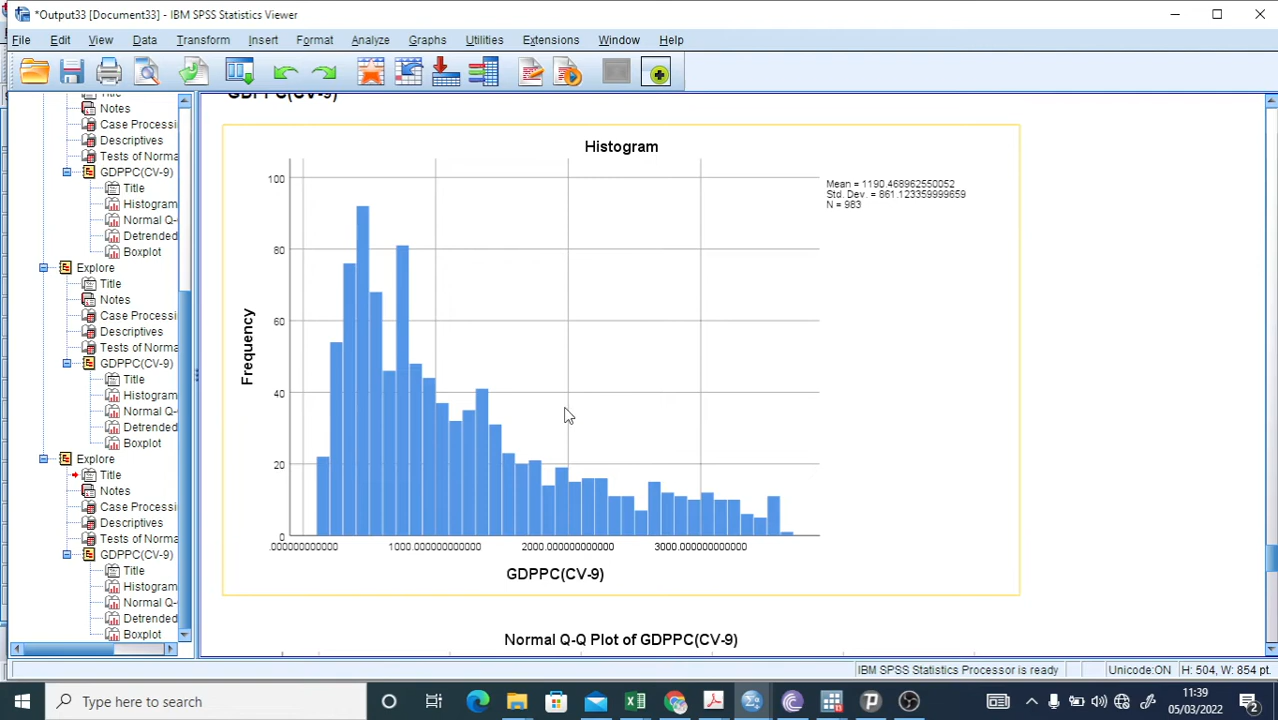 *Output33 [Document33] - IBM SPSS Statistics Viewer
File Edit View Data Transform Insert Format Analyze Graphs Utilities Extensions Window Help
Title
Notes
Case Processi
Descriptives
Tests of Norma
GDPPC(CV-9)
Title
Histogram
Normal Q-
Detrended
Boxplot
Explore
Title
Notes
Case Processi
Descriptives
Tests of Norma
GDPPC(CV-9)
Title
Histogram
Normal Q-
Detrended
Boxplot
Explore
Title
Notes
Case Processi
Descriptives
Tests of Norma
GDPPC(CV-9)
Title
Histogram
Normal Q-
Detrended
Boxplot
GDPPC(CV-9)
Histogram
Mean = 1190.468962550052
Std. Dev. = 861.123359999659
N = 983
Frequency
100
80
60
40
20
0
.000000000000 1000.000000000000 2000.000000000000 3000.000000000000
GDPPC(CV-9)
Normal Q-Q Plot of GDPPC(CV-9)
IBM SPSS Statistics Processor is ready Unicode:ON H: 504, W: 854 pt.
Type here to search
11:39
05/03/2022
2